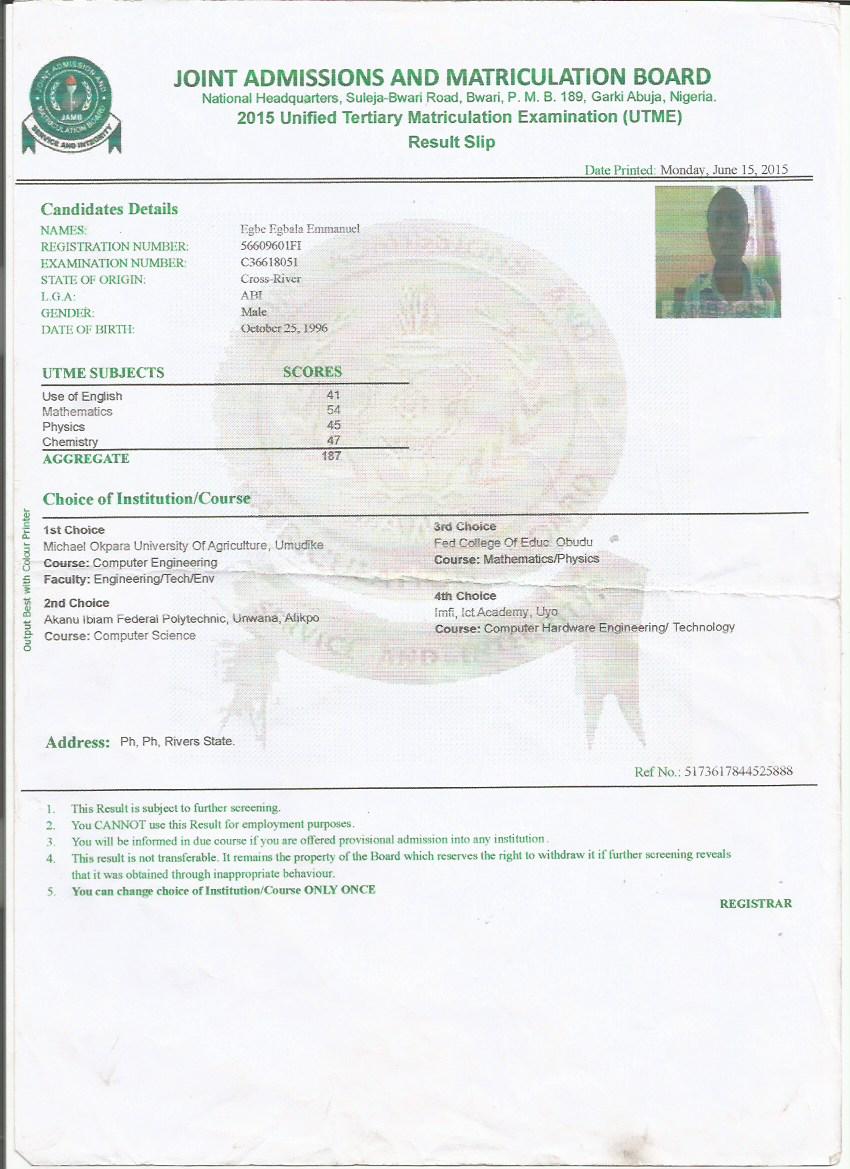 JOINT ADMISSIONS AND MATRICULATION BOARD
National Headquarters, Suleja-Bwari Road, Bwari, P. M. B. 189, Garki Abuja, Nigeria.
2015 Unified Tertiary Matriculation Examination (UTME)
Result Slip
JOINT ADMISSIONS AND MATRICULATION BOARD
JAMB
SERVICE AND INTEGRITY
Date Printed: Monday, June 15, 2015
Candidates Details
NAMES: Egbe Egbala Emmanuel
REGISTRATION NUMBER: 56609601FI
EXAMINATION NUMBER: C36618051
STATE OF ORIGIN: Cross-River
L.G.A: ABI
GENDER: Male
DATE OF BIRTH: October 25, 1996
UTME SUBJECTS SCORES
Use of English 41
Mathematics 54
Physics 45
Chemistry 47
AGGREGATE 187
Choice of Institution/Course
1st Choice
Michael Okpara University Of Agriculture, Umudike
Course: Computer Engineering
Faculty: Engineering/Tech/Env
2nd Choice
Akanu Ibiam Federal Polytechnic, Unwana, Afikpo
Course: Computer Science
3rd Choice
Fed College Of Educ. Obudu
Course: Mathematics/Physics
4th Choice
Imfi, Ict Academy, Uyo
Course: Computer Hardware Engineering/ Technology
Output Best with Colour Printer
Address: Ph, Ph, Rivers State.
Ref No.: 5173617844525888
1. This Result is subject to further screening.
2. You CANNOT use this Result for employment purposes.
3. You will be informed in due course if you are offered provisional admission into any institution.
4. This result is not transferable. It remains the property of the Board which reserves the right to withdraw it if further screening reveals
that it was obtained through inappropriate behaviour.
5. You can change choice of Institution/Course ONLY ONCE
REGISTRAR